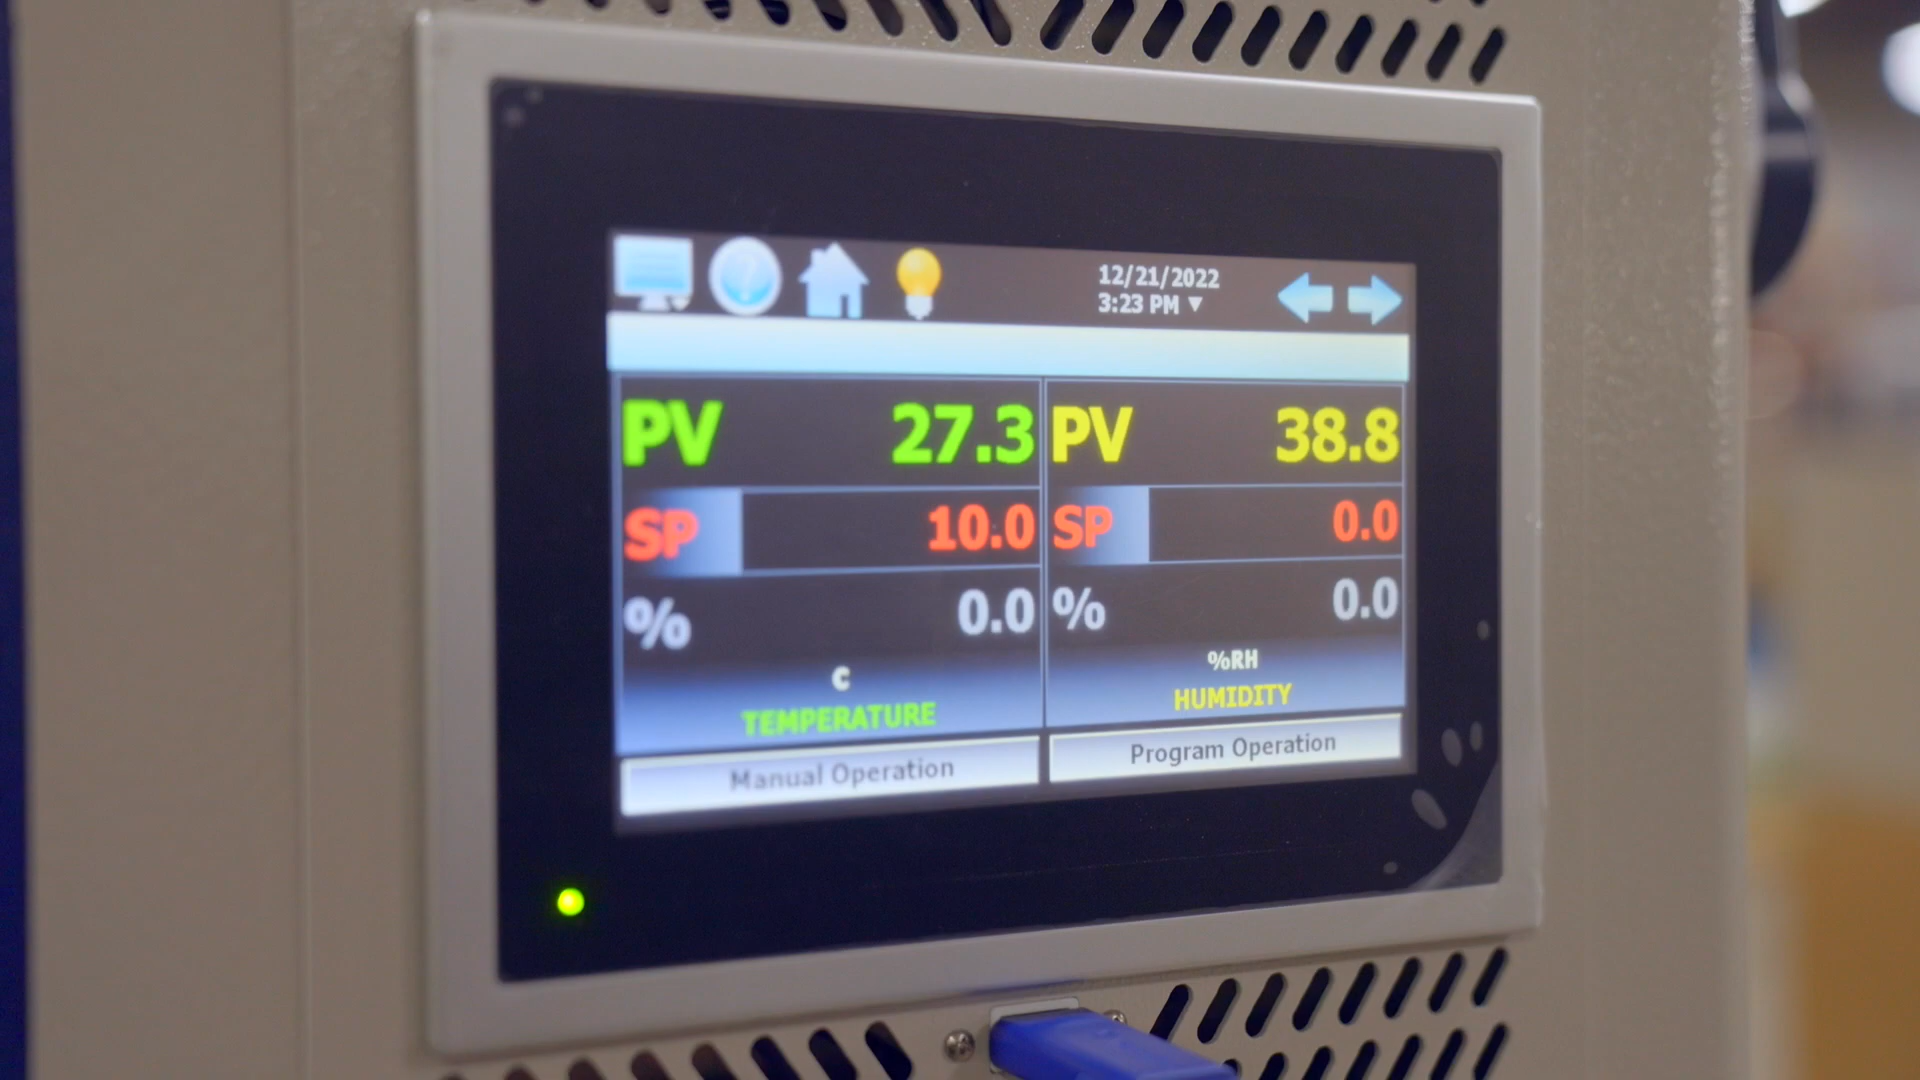 12/21/2022
3:23 PM ▼
PV 27.3
SP 10.0
% 0.0
C
TEMPERATURE
Manual Operation
PV 38.8
SP 0.0
% 0.0
%RH
HUMIDITY
Program Operation